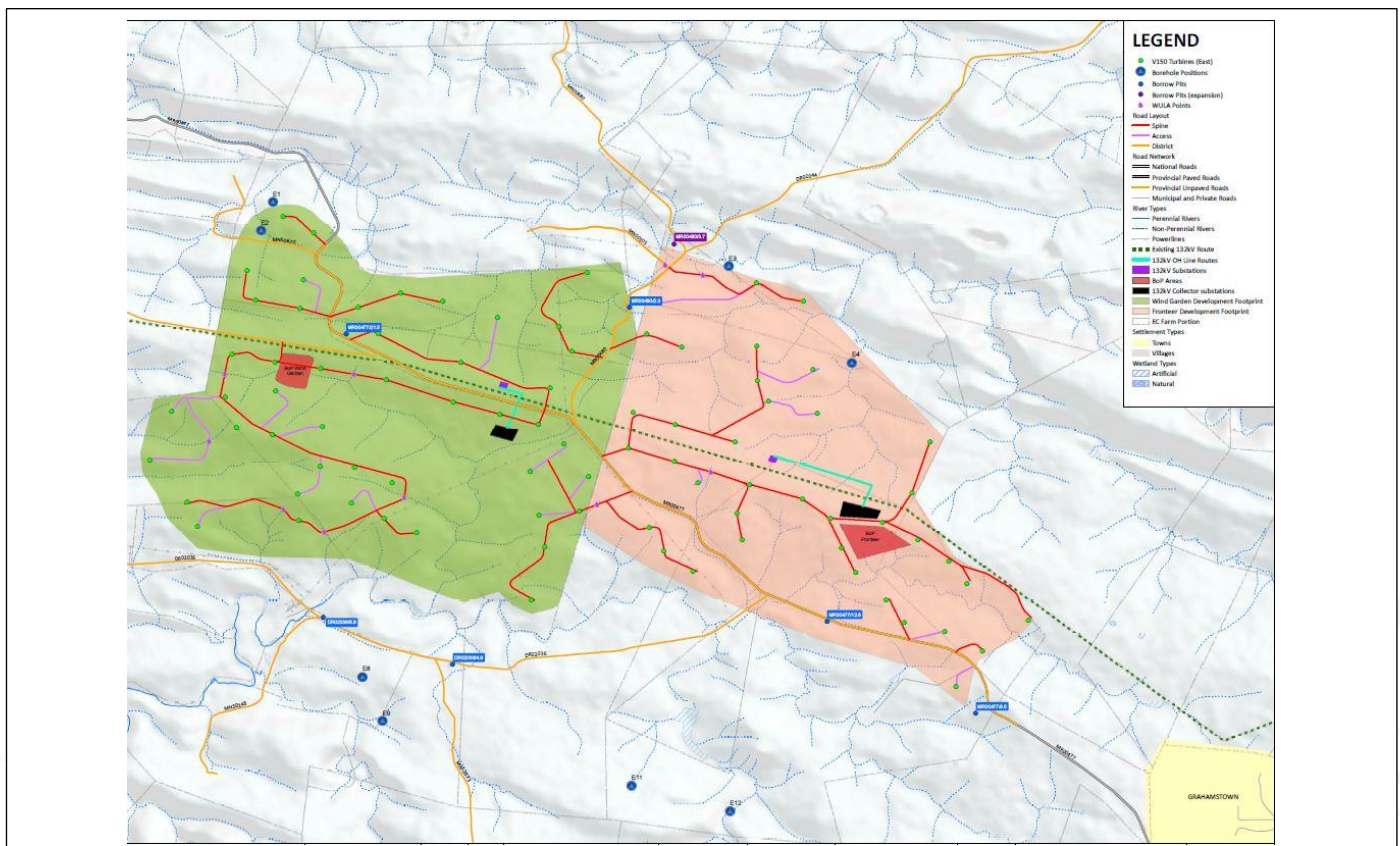 LEGEND
V150 Turbines (East)
Borehole Positions
Borrow Pits
Borrow Pits (expansion)
WULA Points
Road Layout
Spine
Access
District
Road Network
National Roads
Provincial Paved Roads
Provincial Unpaved Roads
Municipal and Private Roads
River Types
Perennial Rivers
Non-Perennial Rivers
Powerlines
Existing 132kV Route
132kV OH Line Routes
132kV Substations
BoP Areas
132kV Collector substations
Wind Garden Development Footprint
Fronteer Development Footprint
EC Farm Portion
Settlement Types
Towns
Villages
Wetland Types
Artificial
Natural
E1
E2
E3
E4
BoP Wind
Garden
BoP
Fronteer
DR02036
E8
E9
E11
E12
GRAHAMSTOWN